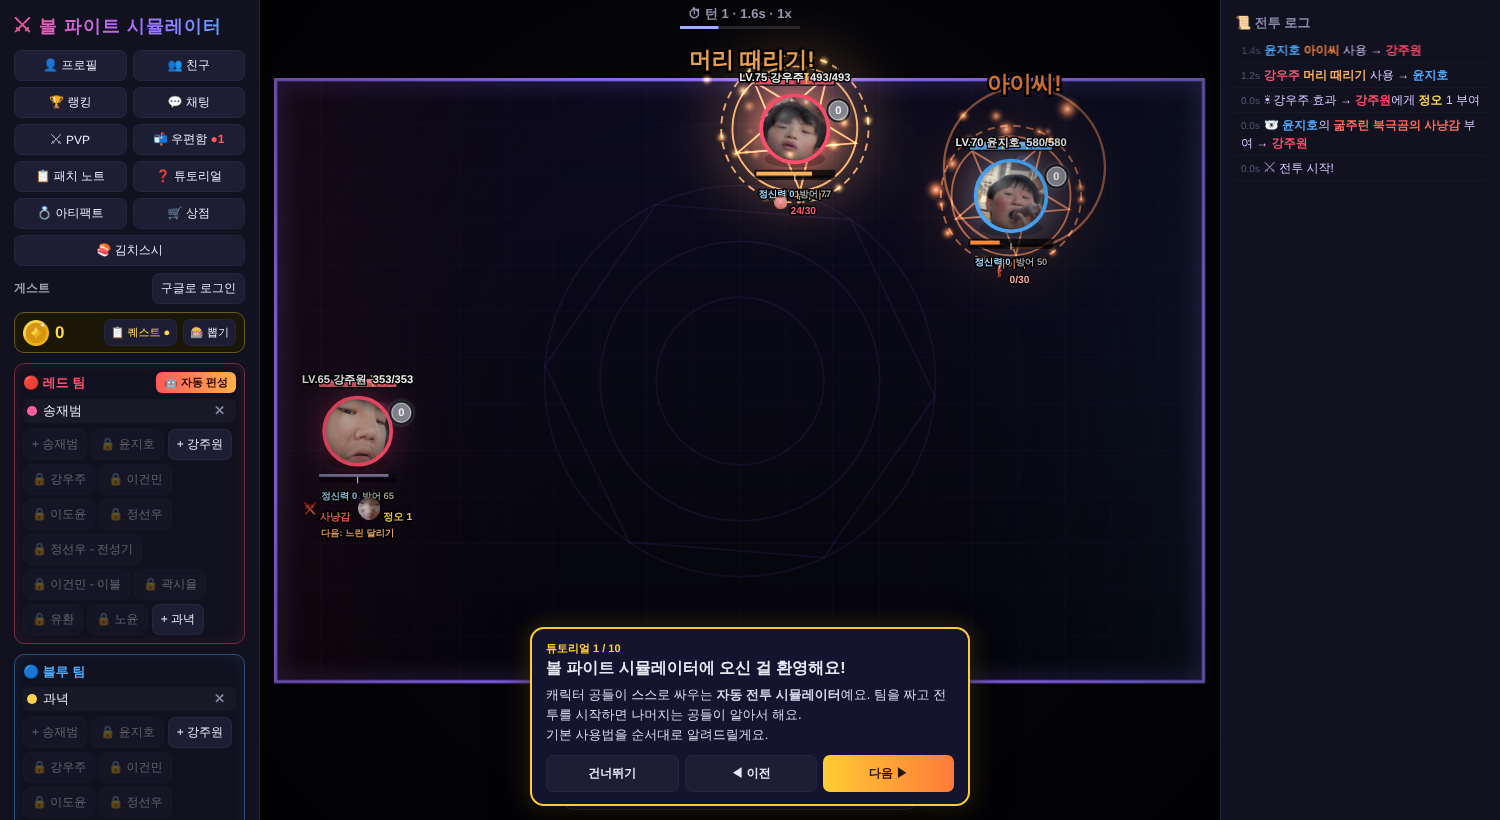 ⚔ 볼 파이트 시뮬레이터
👤 프로필
👥 친구
🏆 랭킹
💬 채팅
⚔ PVP
📬 우편함 ●1
📋 패치 노트
❓ 튜토리얼
💍 아티팩트
🛒 상점
🍣 김치스시
게스트
구글로 로그인
0
📋 퀘스트 ●
🎰 뽑기
🔴 레드 팀
🤖 자동 편성
송재범 ✕
+ 송재범
🔒 윤지호
+ 강주원
🔒 강우주
🔒 이건민
🔒 이도윤
🔒 정선우
🔒 정선우 - 전성기
🔒 이건민 - 이불
🔒 곽시율
🔒 유환
🔒 노윤
+ 과녁
🔵 블루 팀
과녁 ✕
+ 송재범
🔒 윤지호
+ 강주원
🔒 강우주
🔒 이건민
🔒 이도윤
🔒 정선우
⏱ 턴 1 · 1.6s · 1x
머리 때리기!
LV.75 강우주 493/493
0
정신력 0 방어 77
24/30
아이씨!
LV.70 윤지호 580/580
0
정신력 0 방어 50
0/30
LV.65 강주원 353/353
0
정신력 0 방어 65
사냥감
정오 1
다음: 느린 달리기
튜토리얼 1 / 10
볼 파이트 시뮬레이터에 오신 걸 환영해요!
캐릭터 공들이 스스로 싸우는 자동 전투 시뮬레이터예요. 팀을 짜고 전
투를 시작하면 나머지는 공들이 알아서 해요.
기본 사용법을 순서대로 알려드릴게요.
건너뛰기
◀ 이전
다음 ▶
📜 전투 로그
1.4s 윤지호 아이씨 사용 → 강주원
1.2s 강우주 머리 때리기 사용 → 윤지호
0.0s ☀ 강우주 효과 → 강주원에게 정오 1 부여
0.0s 🐻‍❄️ 윤지호의 굶주린 북극곰의 사냥감 부
여 → 강주원
0.0s ⚔ 전투 시작!